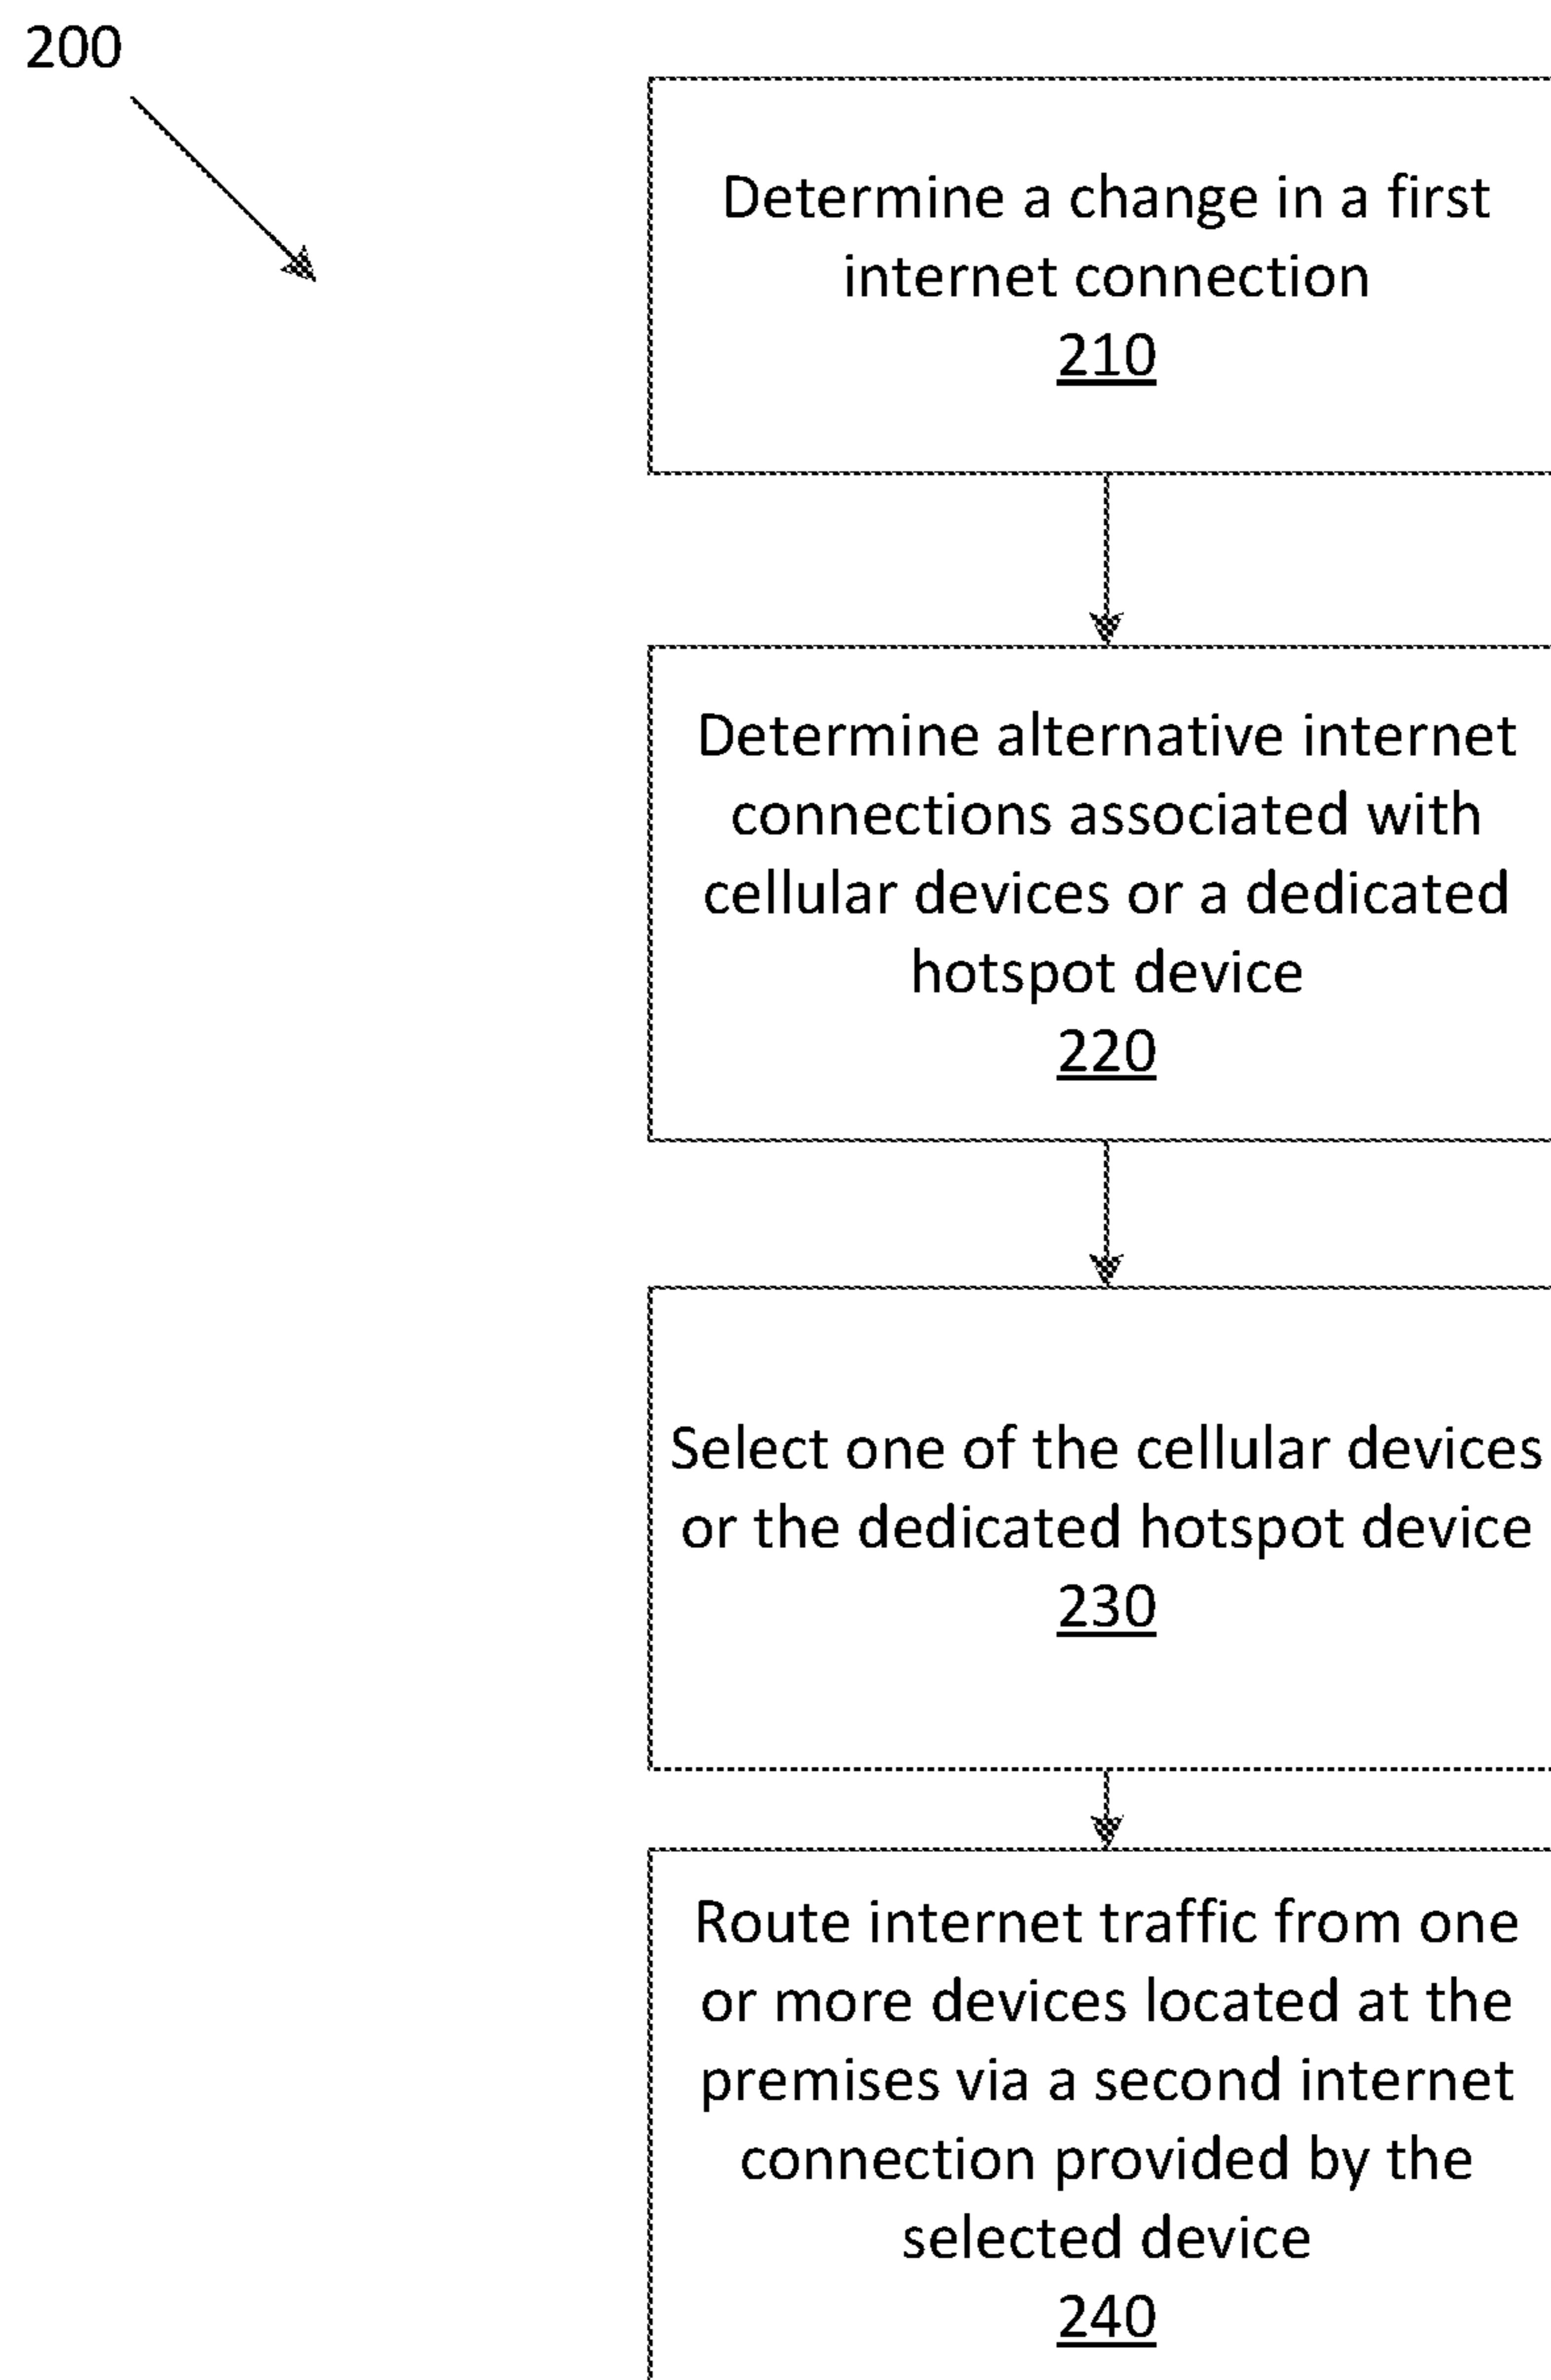 200
Determine a change in a first
internet connection
210
Determine alternative internet
connections associated with
cellular devices or a dedicated
hotspot device
220
Select one of the cellular devices
or the dedicated hotspot device
230
Route internet traffic from one
or more devices located at the
premises via a second internet
connection provided by the
selected device
240